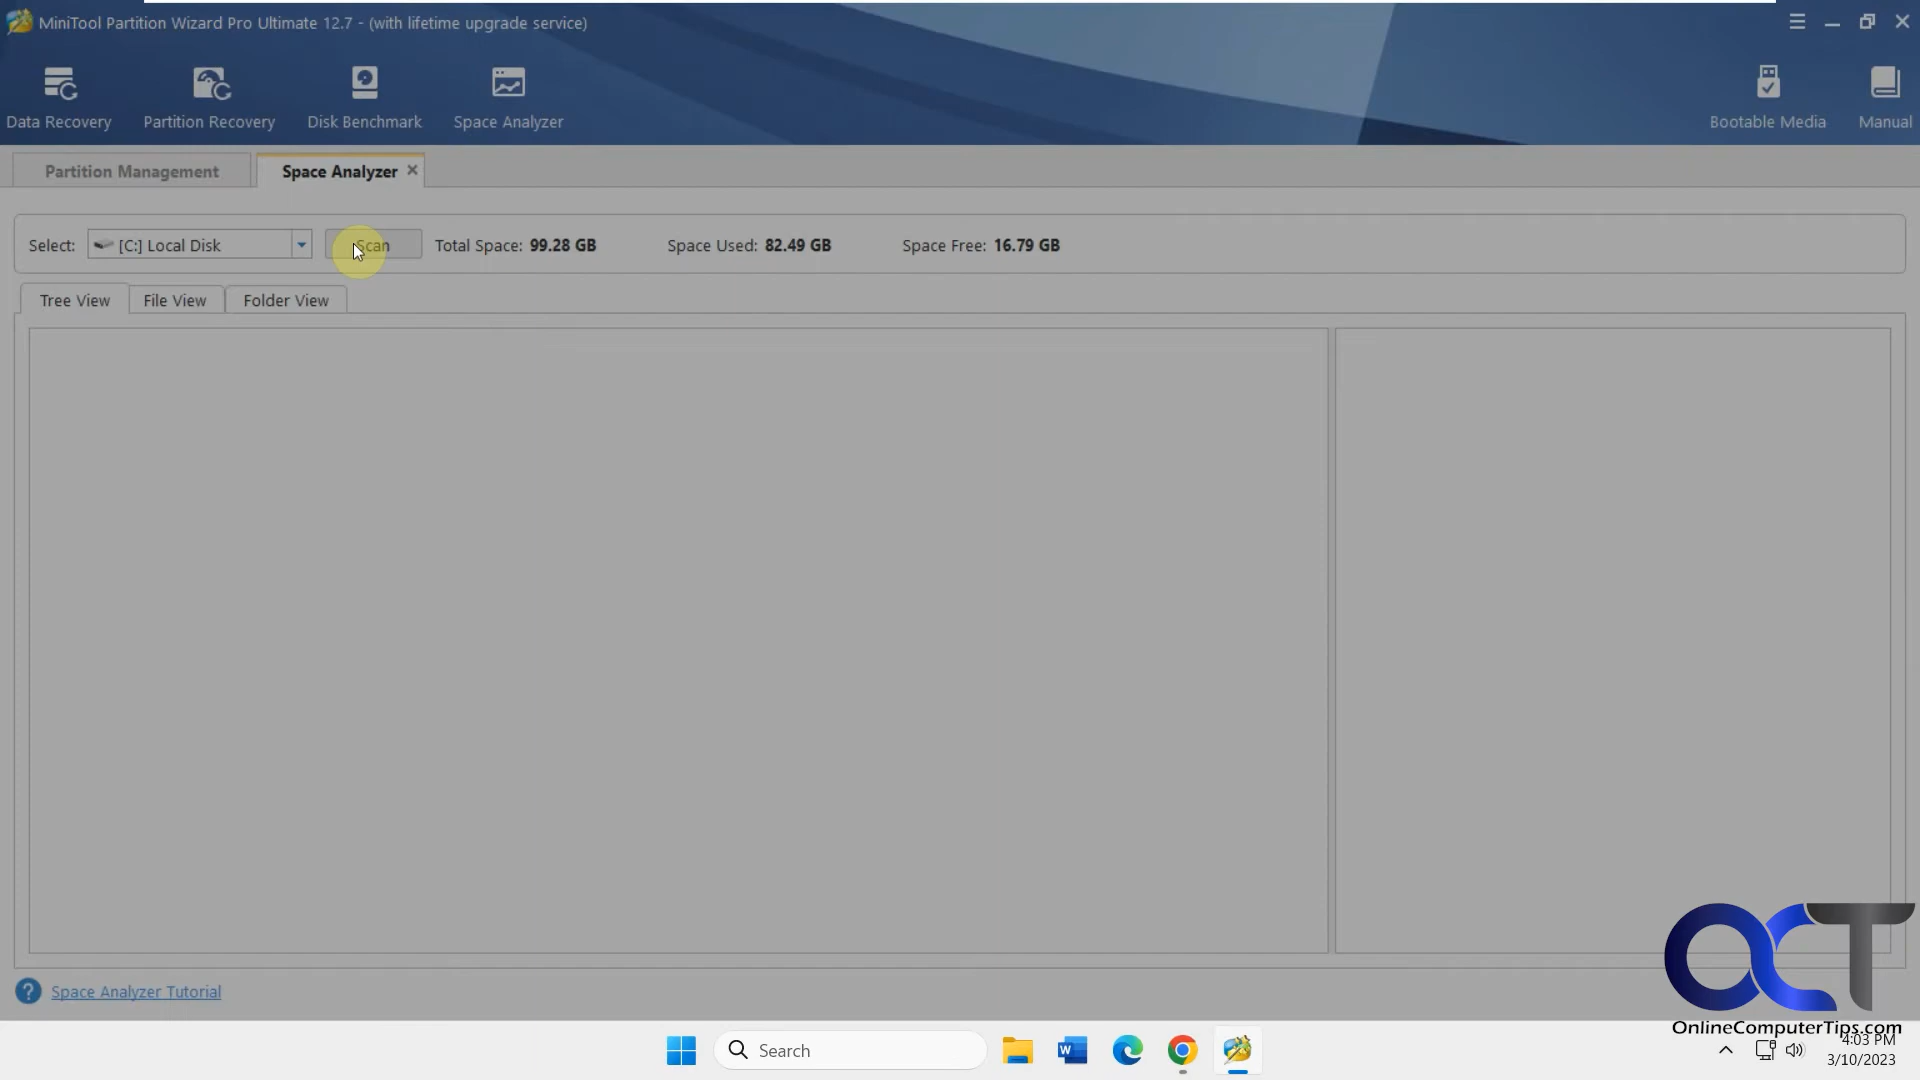 MiniTool Partition Wizard Pro Ultimate 12.7 - (with lifetime upgrade service)
Data Recovery
Partition Recovery
Disk Benchmark
Space Analyzer
Bootable Media
Manual
Partition Management
Space Analyzer
Select:
[C:] Local Disk
Scan
Total Space: 99.28 GB
Space Used: 82.49 GB
Space Free: 16.79 GB
Tree View
File View
Folder View
? Space Analyzer Tutorial
OCT
OnlineComputerTips.com
W
Search
4:03 PM
3/10/2023